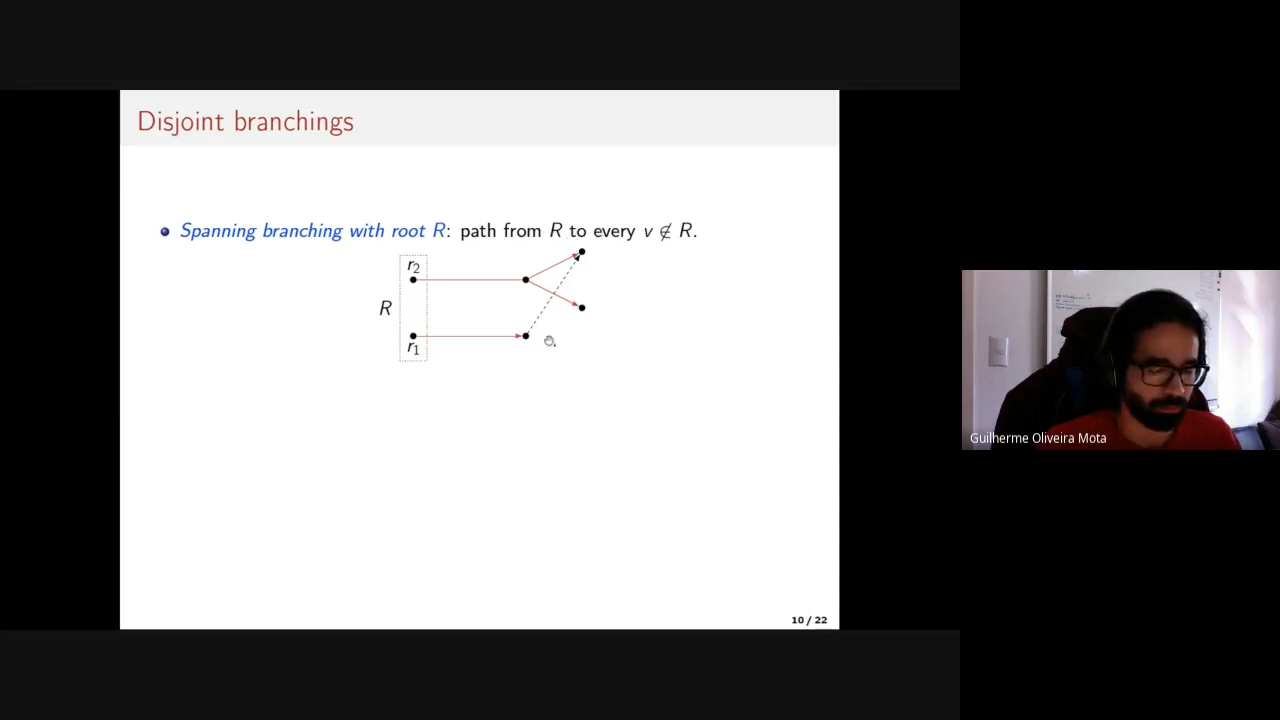 Disjoint branchings
Spanning branching with root R: path from R to every v ∉ R.
r₂
R
r₁
10 / 22
Guilherme Oliveira Mota